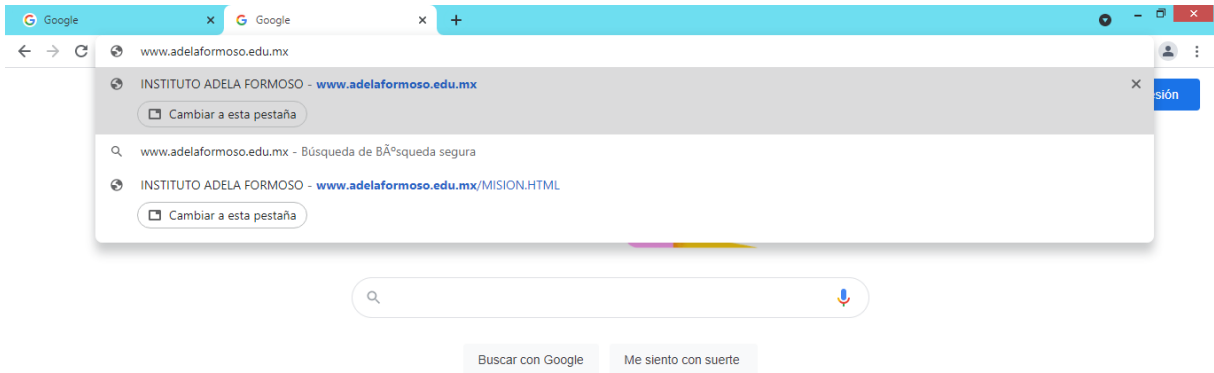 Google
Google
www.adelaformoso.edu.mx
INSTITUTO ADELA FORMOSO - www.adelaformoso.edu.mx
Cambiar a esta pestaña
www.adelaformoso.edu.mx - Búsqueda de BÃºsqueda segura
INSTITUTO ADELA FORMOSO - www.adelaformoso.edu.mx/MISION.HTML
Cambiar a esta pestaña
sión
Buscar con Google
Me siento con suerte